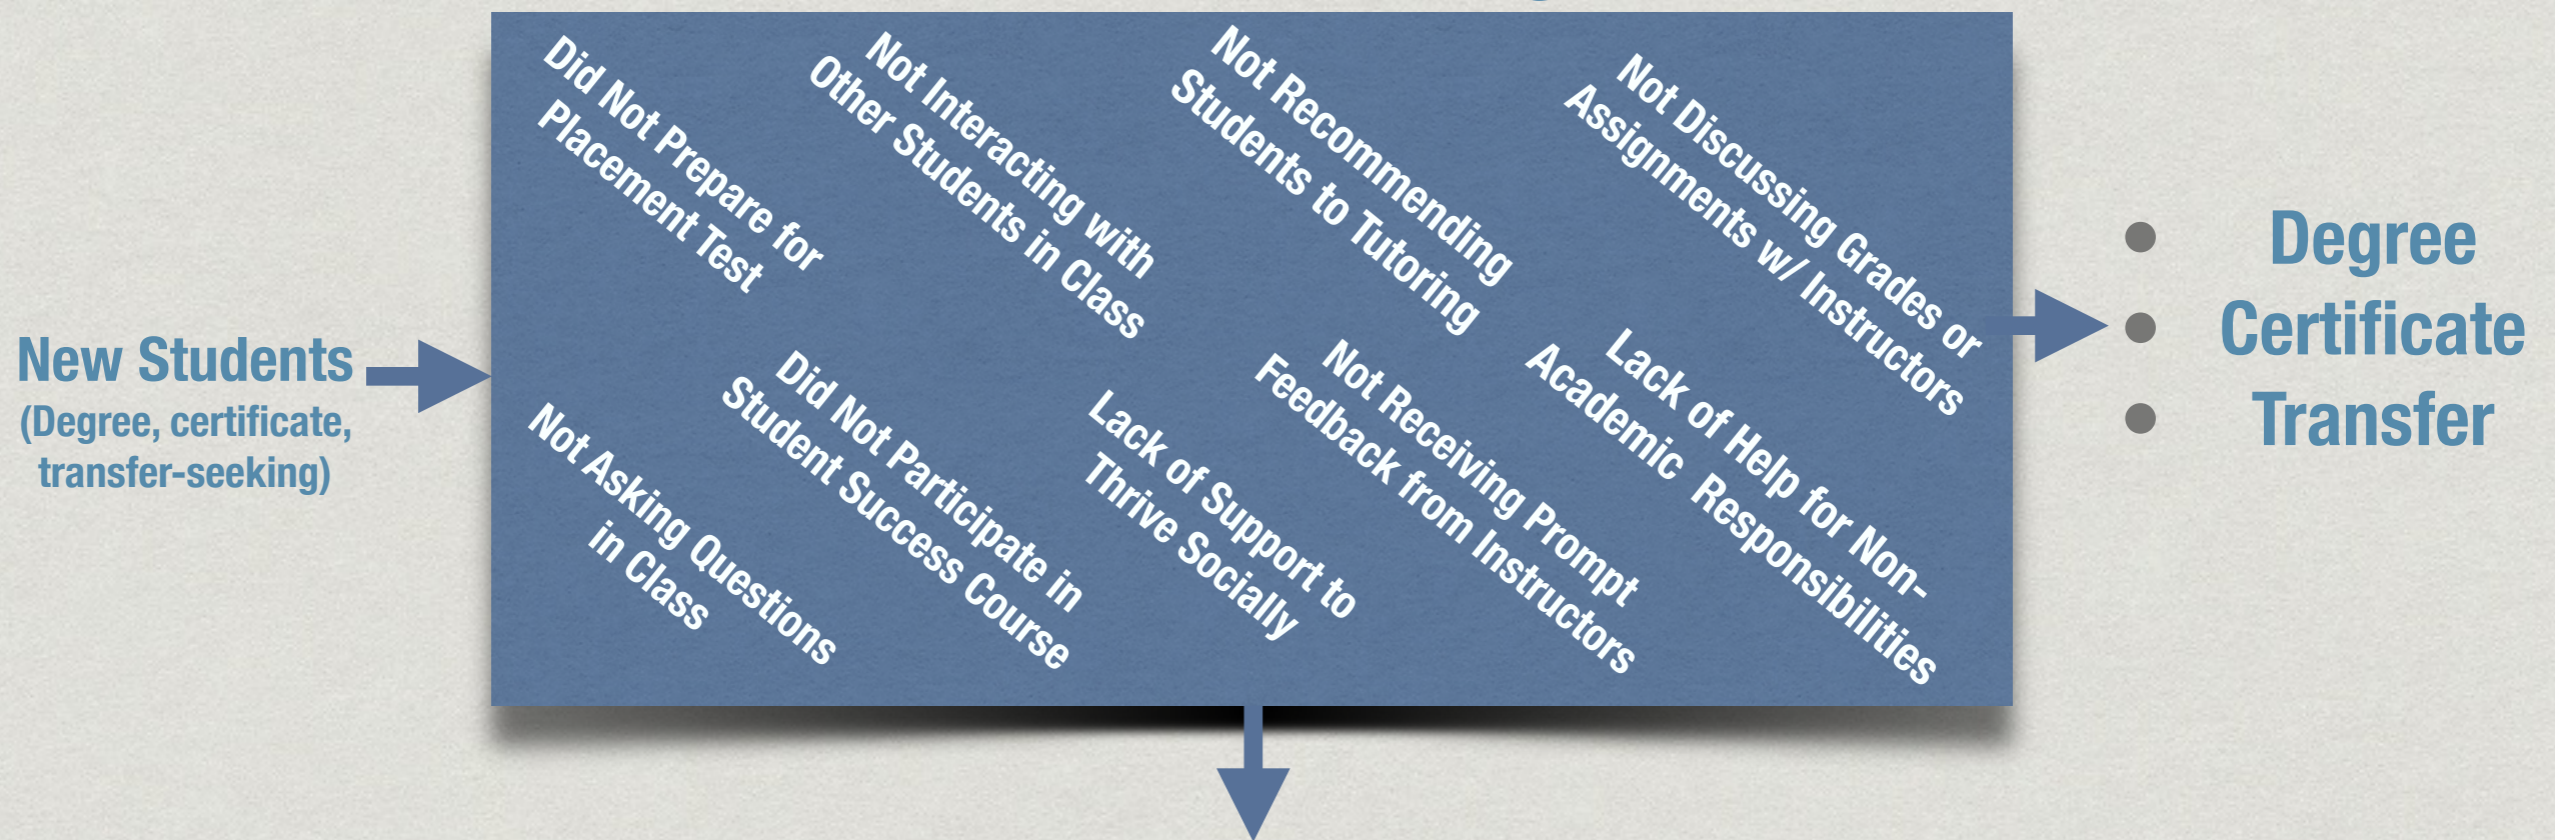 New Students
(Degree, certificate,
transfer-seeking)
Did Not Prepare for
Placement Test
Not Interacting with
Other Students in Class
Not Recommending
Students to Tutoring
Not Discussing Grades or
Assignments w/ Instructors
Not Asking Questions
in Class
Did Not Participate in
Student Success Course
Lack of Support to
Thrive Socially
Not Receiving Prompt
Feedback from Instructors
Lack of Help for Non-
Academic Responsibilities
• Degree
• Certificate
• Transfer